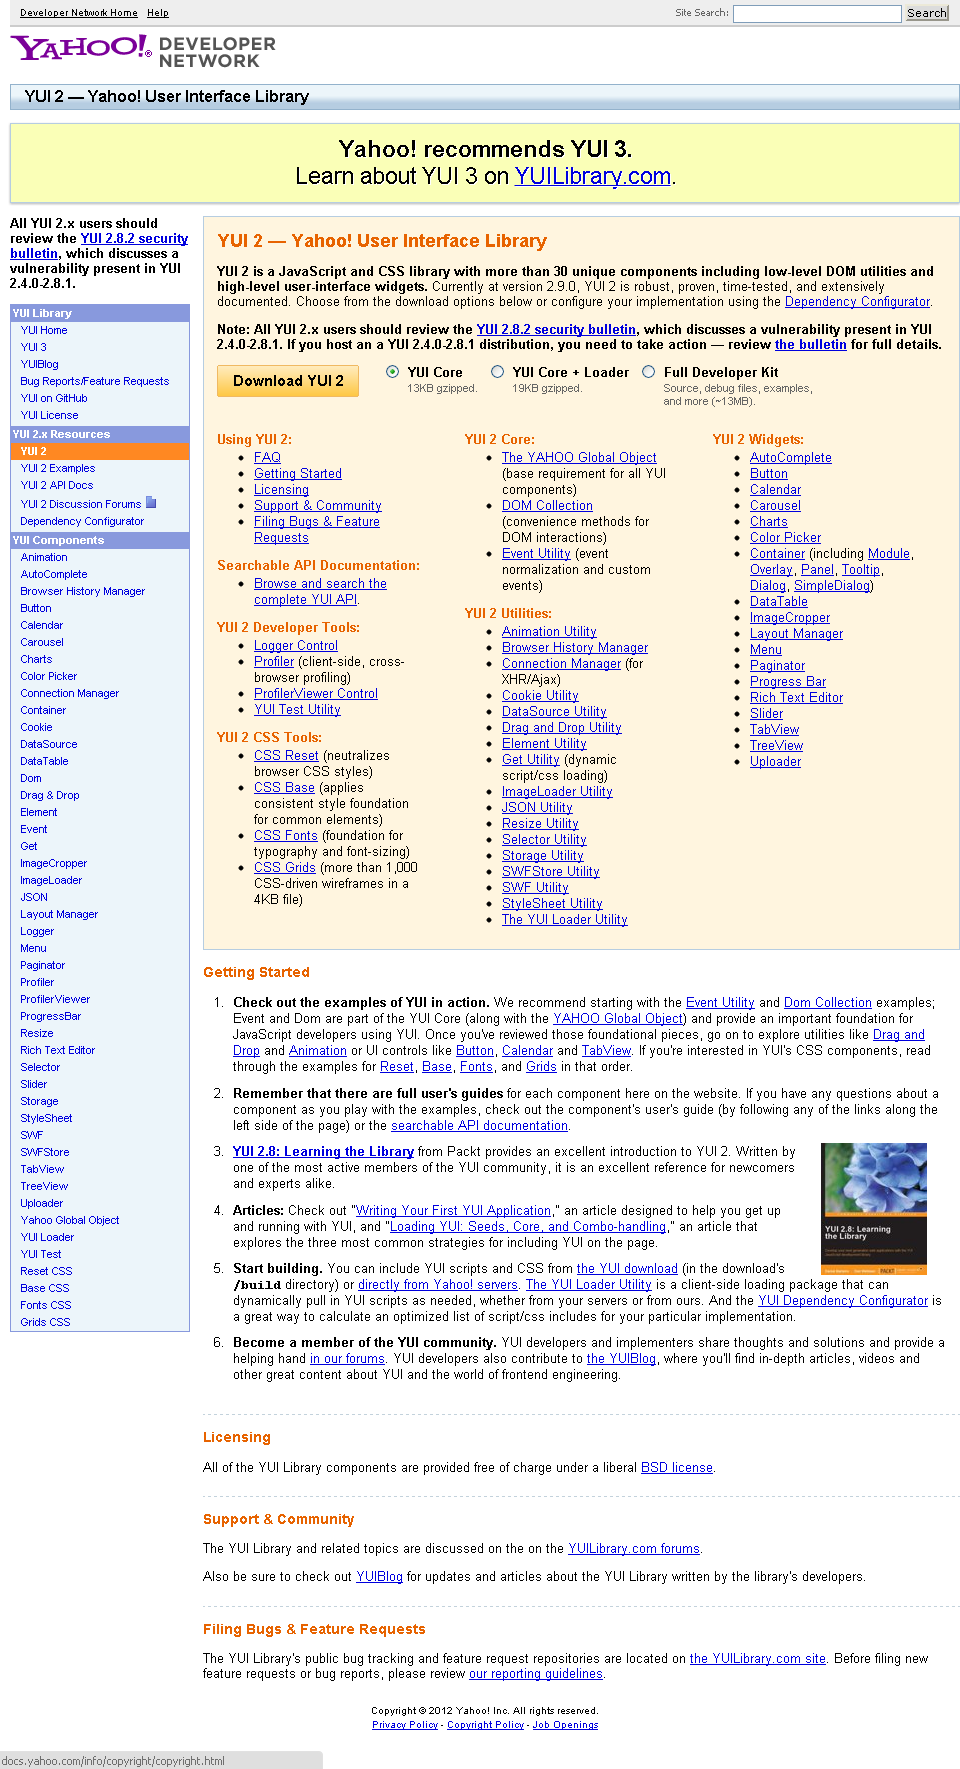 Developer Network Home Help
Site Search: Search
YAHOO!® DEVELOPER NETWORK
YUI 2 — Yahoo! User Interface Library
Yahoo! recommends YUI 3.
Learn about YUI 3 on YUILibrary.com.
All YUI 2.x users should
review the YUI 2.8.2 security
bulletin, which discusses a
vulnerability present in YUI
2.4.0-2.8.1.
YUI Library
YUI Home
YUI 3
YUIBlog
Bug Reports/Feature Requests
YUI on GitHub
YUI License
YUI 2.x Resources
YUI 2
YUI 2 Examples
YUI 2 API Docs
YUI 2 Discussion Forums
Dependency Configurator
YUI Components
Animation
AutoComplete
Browser History Manager
Button
Calendar
Carousel
Charts
Color Picker
Connection Manager
Container
Cookie
DataSource
DataTable
Dom
Drag & Drop
Element
Event
Get
ImageCropper
ImageLoader
JSON
Layout Manager
Logger
Menu
Paginator
Profiler
ProfilerViewer
ProgressBar
Resize
Rich Text Editor
Selector
Slider
Storage
StyleSheet
SWF
SWFStore
TabView
TreeView
Uploader
Yahoo Global Object
YUI Loader
YUI Test
Reset CSS
Base CSS
Fonts CSS
Grids CSS
YUI 2 — Yahoo! User Interface Library
YUI 2 is a JavaScript and CSS library with more than 30 unique components including low-level DOM utilities and
high-level user-interface widgets. Currently at version 2.9.0, YUI 2 is robust, proven, time-tested, and extensively
documented. Choose from the download options below or configure your implementation using the Dependency Configurator.
Note: All YUI 2.x users should review the YUI 2.8.2 security bulletin, which discusses a vulnerability present in YUI
2.4.0-2.8.1. If you host an a YUI 2.4.0-2.8.1 distribution, you need to take action — review the bulletin for full details.
Download YUI 2
YUI Core
13KB gzipped.
YUI Core + Loader
19KB gzipped.
Full Developer Kit
Source, debug files, examples,
and more (~13MB).
Using YUI 2:
FAQ
Getting Started
Licensing
Support & Community
Filing Bugs & Feature
Requests
Searchable API Documentation:
Browse and search the
complete YUI API.
YUI 2 Developer Tools:
Logger Control
Profiler (client-side, cross-
browser profiling)
ProfilerViewer Control
YUI Test Utility
YUI 2 CSS Tools:
CSS Reset (neutralizes
browser CSS styles)
CSS Base (applies
consistent style foundation
for common elements)
CSS Fonts (foundation for
typography and font-sizing)
CSS Grids (more than 1,000
CSS-driven wireframes in a
4KB file)
YUI 2 Core:
The YAHOO Global Object
(base requirement for all YUI
components)
DOM Collection
(convenience methods for
DOM interactions)
Event Utility (event
normalization and custom
events)
YUI 2 Utilities:
Animation Utility
Browser History Manager
Connection Manager (for
XHR/Ajax)
Cookie Utility
DataSource Utility
Drag and Drop Utility
Element Utility
Get Utility (dynamic
script/css loading)
ImageLoader Utility
JSON Utility
Resize Utility
Selector Utility
Storage Utility
SWFStore Utility
SWF Utility
StyleSheet Utility
The YUI Loader Utility
YUI 2 Widgets:
AutoComplete
Button
Calendar
Carousel
Charts
Color Picker
Container (including Module,
Overlay, Panel, Tooltip,
Dialog, SimpleDialog)
DataTable
ImageCropper
Layout Manager
Menu
Paginator
Progress Bar
Rich Text Editor
Slider
TabView
TreeView
Uploader
Getting Started
1. Check out the examples of YUI in action. We recommend starting with the Event Utility and Dom Collection examples;
Event and Dom are part of the YUI Core (along with the YAHOO Global Object) and provide an important foundation for
JavaScript developers using YUI. Once you've reviewed those foundational pieces, go on to explore utilities like Drag and
Drop and Animation or UI controls like Button, Calendar and TabView. If you're interested in YUI's CSS components, read
through the examples for Reset, Base, Fonts, and Grids in that order.
2. Remember that there are full user's guides for each component here on the website. If you have any questions about a
component as you play with the examples, check out the component's user's guide (by following any of the links along the
left side of the page) or the searchable API documentation.
3. YUI 2.8: Learning the Library from Packt provides an excellent introduction to YUI 2. Written by
one of the most active members of the YUI community, it is an excellent reference for newcomers
and experts alike.
YUI 2.8: Learning
the Library
4. Articles: Check out "Writing Your First YUI Application," an article designed to help you get up
and running with YUI, and "Loading YUI: Seeds, Core, and Combo-handling," an article that
explores the three most common strategies for including YUI on the page.
5. Start building. You can include YUI scripts and CSS from the YUI download (in the download's
/build directory) or directly from Yahoo! servers. The YUI Loader Utility is a client-side loading package that can
dynamically pull in YUI scripts as needed, whether from your servers or from ours. And the YUI Dependency Configurator is
a great way to calculate an optimized list of script/css includes for your particular implementation.
6. Become a member of the YUI community. YUI developers and implementers share thoughts and solutions and provide a
helping hand in our forums. YUI developers also contribute to the YUIBlog, where you'll find in-depth articles, videos and
other great content about YUI and the world of frontend engineering.
Licensing
All of the YUI Library components are provided free of charge under a liberal BSD license.
Support & Community
The YUI Library and related topics are discussed on the on the YUILibrary.com forums.
Also be sure to check out YUIBlog for updates and articles about the YUI Library written by the library's developers.
Filing Bugs & Feature Requests
The YUI Library's public bug tracking and feature request repositories are located on the YUILibrary.com site. Before filing new
feature requests or bug reports, please review our reporting guidelines.
Copyright © 2012 Yahoo! Inc. All rights reserved.
Privacy Policy - Copyright Policy - Job Openings
docs.yahoo.com/info/copyright/copyright.html